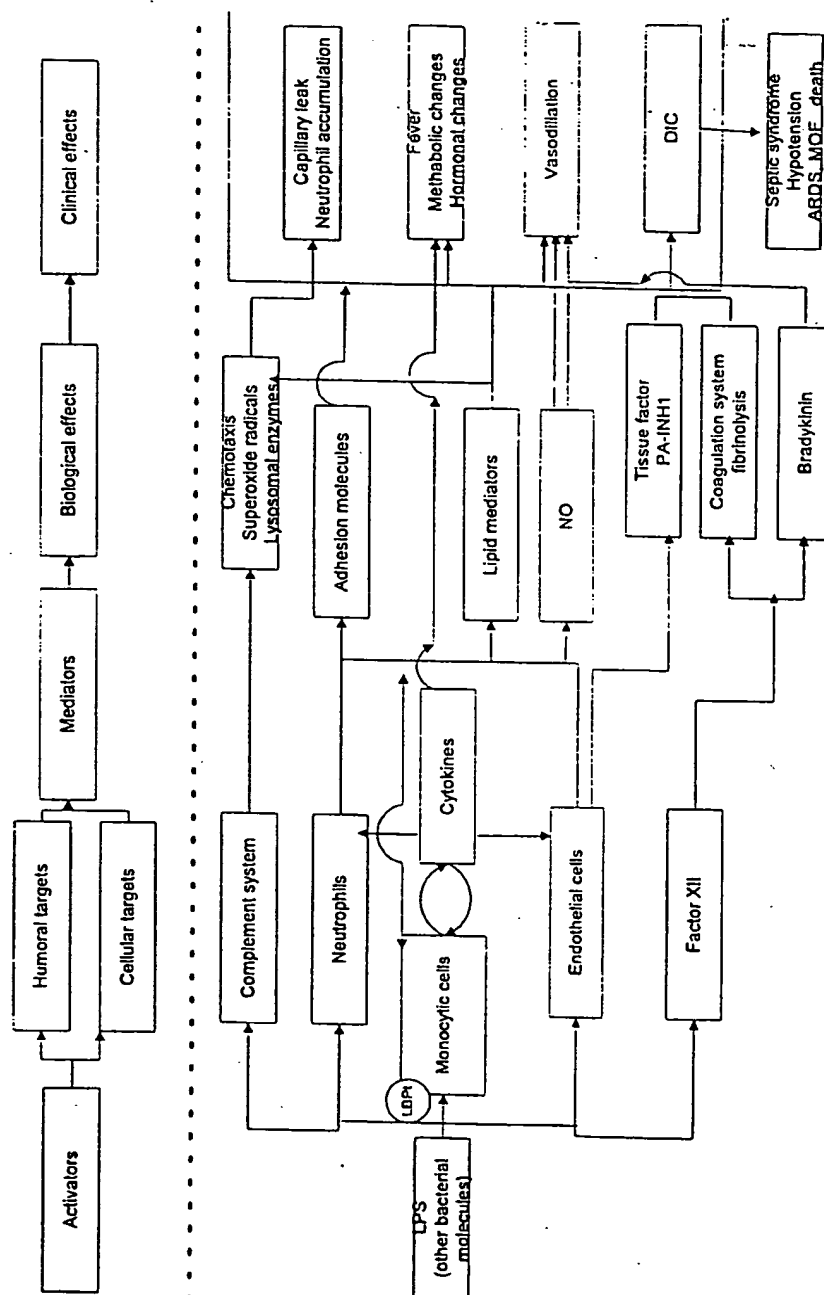 Activators
Humoral targets
Cellular targets
Mediators
Biological effects
Clinical effects
LPS
(other bacterial
molecules)
LBPt
Complement system
Neutrophils
Monocytic cells
Cytokines
Endothelial cells
Factor XII
Chemotaxis
Superoxide radicals
Lysosomal enzymes
Adhesion molecules
Lipid mediators
NO
Tissue factor
PA-INH1
Coagulation system
fibrinolysis
Bradykinin
Capillary leak
Neutrophil accumulation
Fever
Methabolic changes
Hormonal changes
Vasodillation
DIC
Septic syndrome
Hypotension
ARDS, MOF, death